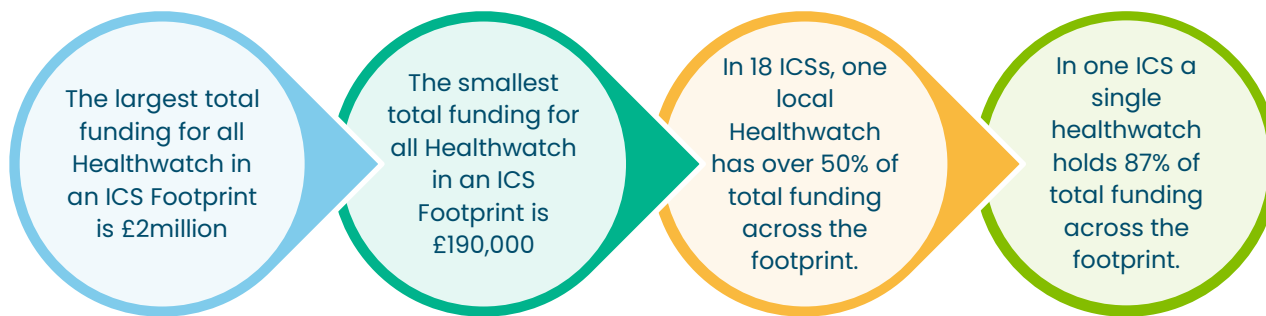 The largest total
funding for all
Healthwatch in
an ICS Footprint
is £2million
The smallest
total funding for
all Healthwatch
in an ICS
Footprint is
£190,000
In 18 ICSs, one
local
Healthwatch
has over 50% of
total funding
across the
footprint.
In one ICS a
single
healthwatch
holds 87% of
total funding
across the
footprint.